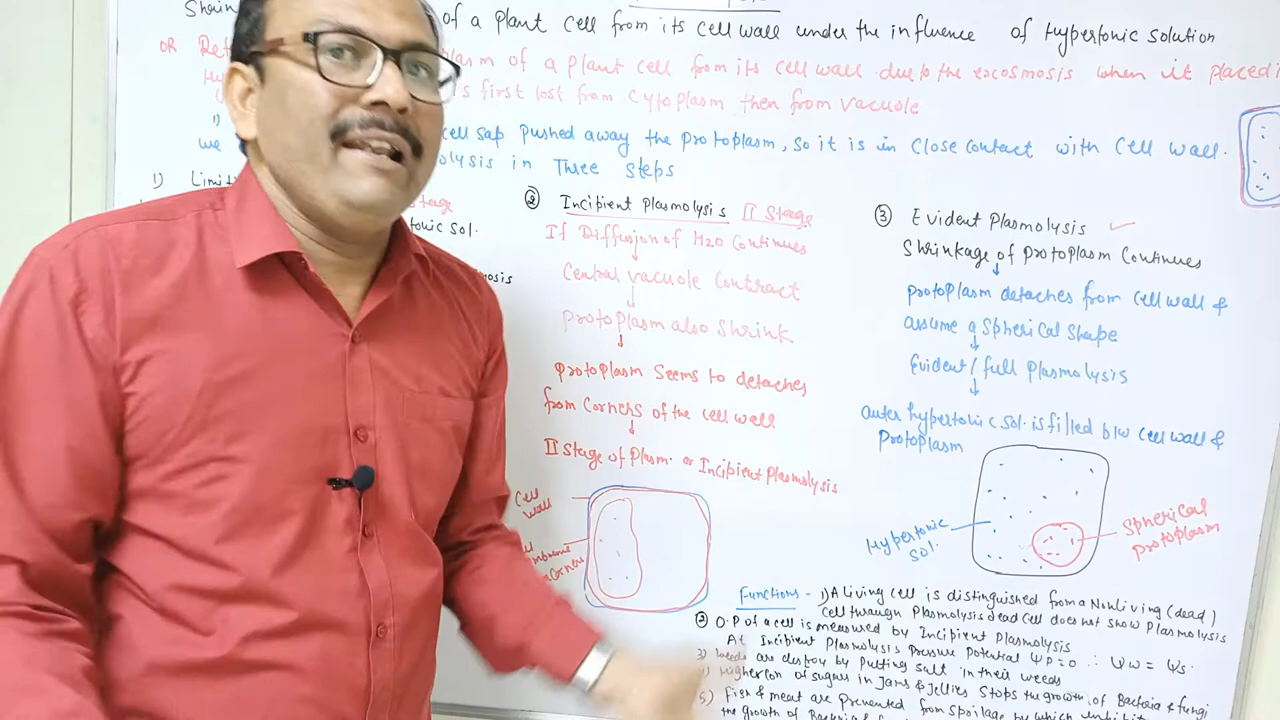 Shrin
of a plant cell from its cell wall under the influence of Hypertonic solution
OR Ret
lasm of a plant cell from its cell wall due to the exosmosis when it placed i
Hy
s first lost from Cytoplasm then from vacuole
1)
cell sap pushed away the Protoplasm, so it is in close contact with cell wall.
we
olysis in Three Steps
1) Limit
Stage
tonic sol.
mosis
② Incipient Plasmolysis II Stage
If Diffusion of H2O Continues
Central vacuole Contract
Protoplasm also Shrink
Protoplasm Seems to detaches
from Corners of the cell wall
II Stage of Plasm. or Incipient Plasmolysis
Cell
wall
mbrane
Corners
③ Evident Plasmolysis
Shrinkage of Protoplasm Continues
Protoplasm detaches from Cell wall &
assume a Spherical Shape
Evident / full Plasmolysis
outer hypertonic sol. is filled b/w cell wall &
Protoplasm
Hypertonic
Sol.
Spherical
Protoplasm
Functions - 1) A Living cell is distinguished from a Non Living (dead)
Cell through Plasmolysis dead Cell does not show Plasmolysis
② O.P of a cell is measured by Incipient Plasmolysis
At Incipient Plasmolysis Pressure Potential ΨP=0 ∴ Ψw = Ψs.
3) Weeds are destroy by Putting Salt in their weeds
Higher Con of sugars in Jams & Jellies Stops the growth of Bacteria & fungi
5) Fish & meat are Prevented from Spoilage by which inhibit
the growth of Bacterial